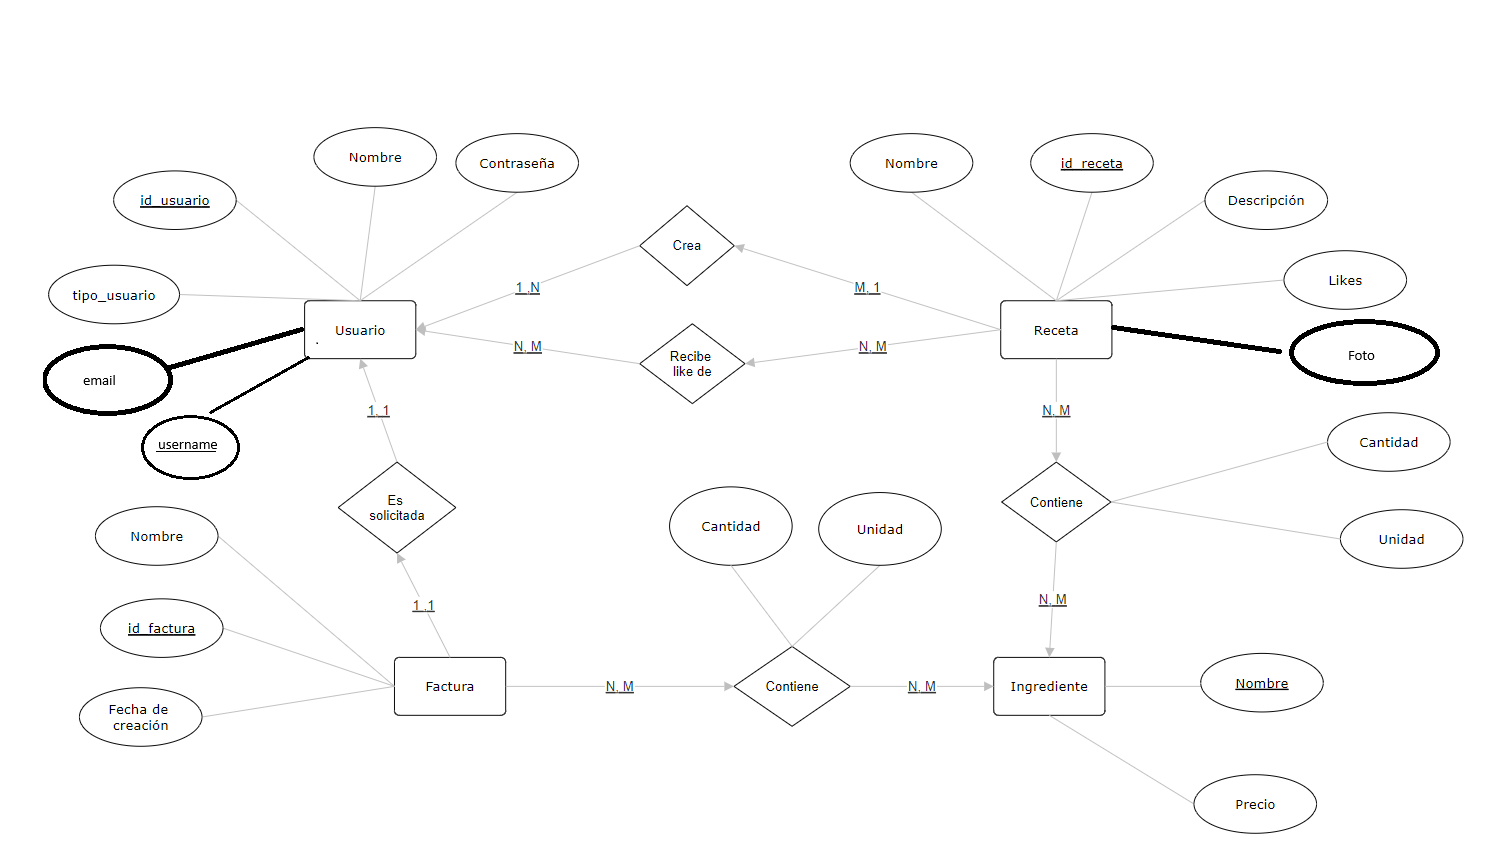 Nombre
Contraseña
id_usuario
tipo_usuario
Usuario
email
username
Nombre
id_receta
Descripción
Likes
Receta
Foto
Crea
1 ,N
M, 1
Recibe
like de
N, M
N, M
1, 1
Es
solicitada
1 ,1
N, M
Contiene
Cantidad
Unidad
N, M
Nombre
id_factura
Fecha de
creación
Factura
N, M
Cantidad
Unidad
Contiene
N, M
Ingrediente
Nombre
Precio